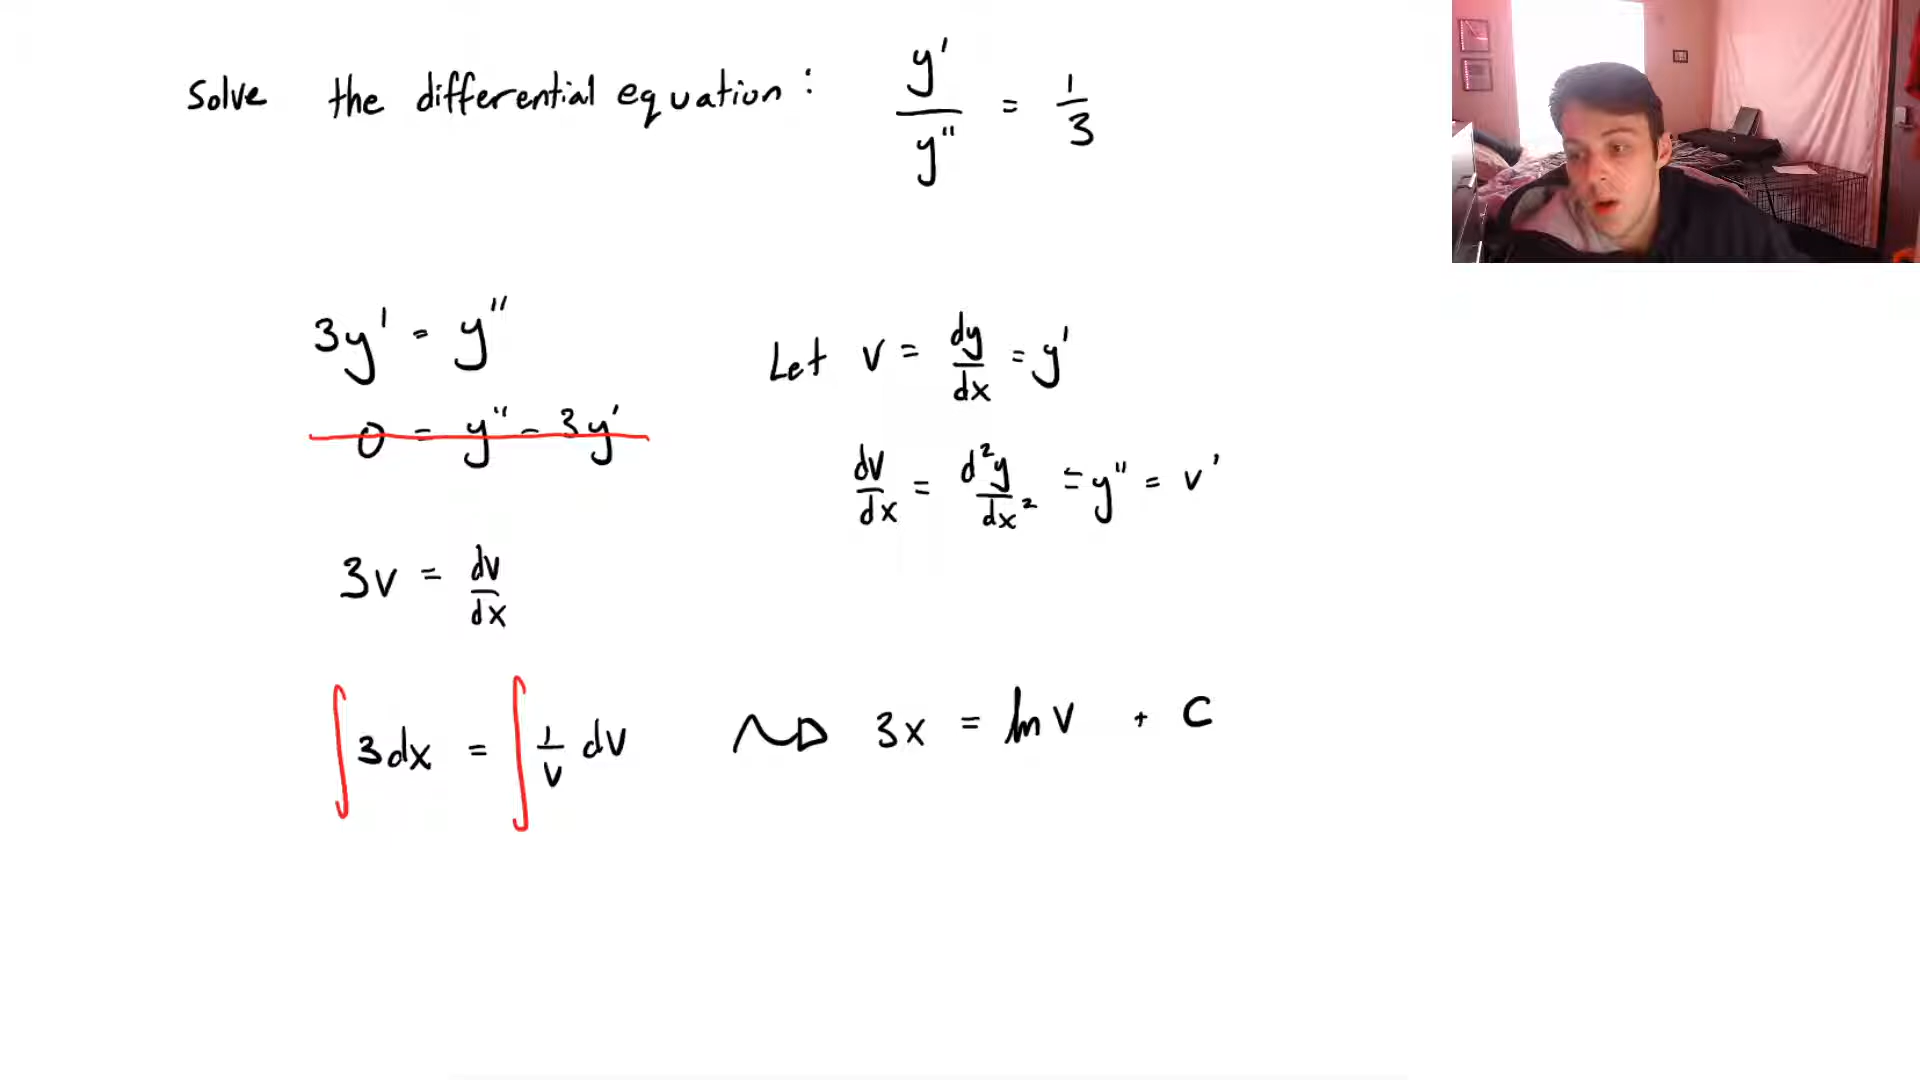 Solve the differential equation: y'/y'' = 1/3
3y' = y''
0 = y'' - 3y'
Let v = dy/dx = y'
dv/dx = d²y/dx² = y'' = v'
3v = dv/dx
∫3dx = ∫1/v dv ⟿ 3x = ln v + C